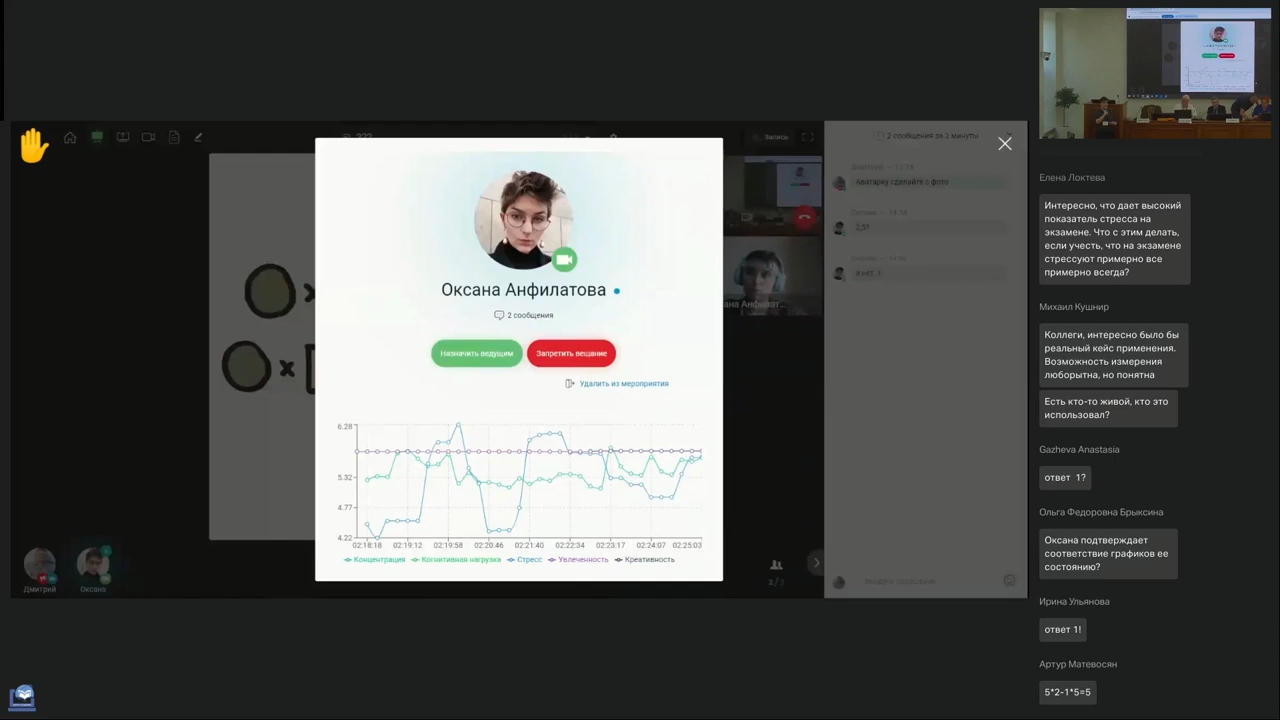 322
Запись
2 сообщения за 2 минуты
Аватарку сделайте с фото
2,5?
Оксана Анфилатова
2 сообщения
Назначить ведущим
Запретить вещание
Удалить из мероприятия
6.28
5.32
4.77
4.22
02:18:18 02:19:12 02:19:58 02:20:46 02:21:40 02:22:34 02:23:17 02:24:07 02:25:03
Концентрация Когнитивная нагрузка Стресс Увлеченность Креативность
Дмитрий
Оксана
Елена Локтева
Интересно, что дает высокий
показатель стресса на
экзамене. Что с этим делать,
если учесть, что на экзамене
стрессуют примерно все
примерно всегда?
Михаил Кушнир
Коллеги, интересно было бы
реальный кейс применения.
Возможность измерения
люборытна, но понятна
Есть кто-то живой, кто это
использовал?
Gazheva Anastasia
ответ 1?
Ольга Федоровна Брыксина
Оксана подтверждает
соответствие графиков ее
состоянию?
Ирина Ульянова
ответ 1!
Артур Матевосян
5*2-1*5=5